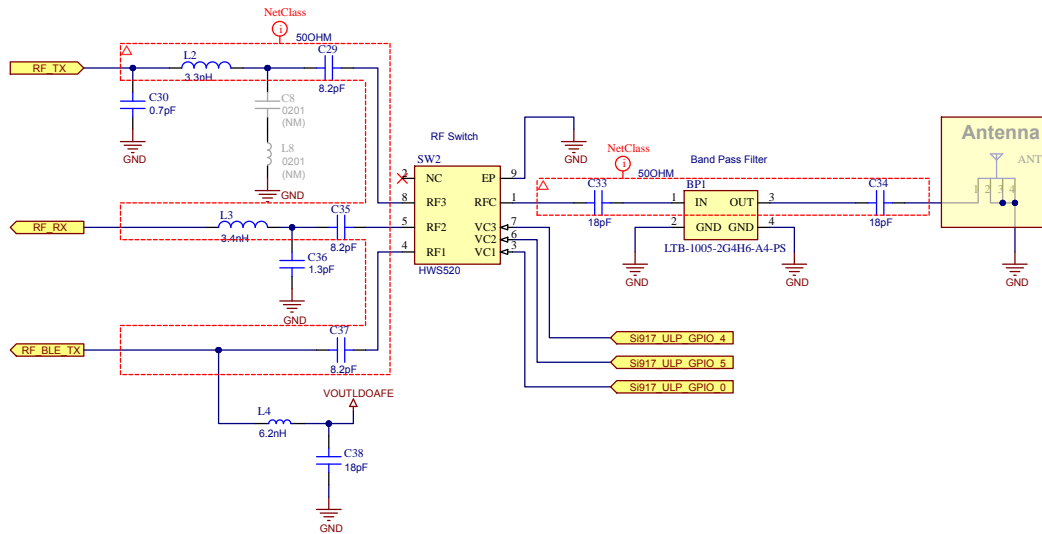 NetClass
i
50OHM
RF_TX
L2
3.3nH
C29
8.2pF
C30
0.7pF
GND
C8
0201
(NM)
L8
0201
(NM)
GND
RF_RX
L3
3.4nH
C35
8.2pF
C36
1.3pF
GND
RF_BLE_TX
C37
8.2pF
VOUTLDOAFE
L4
6.2nH
C38
18pF
GND
RF Switch
SW2
2
NC
EP
9
8
RF3
RFC
1
5
RF2
VC3
7
VC2
6
4
RF1
VC1
3
HWS520
GND
NetClass
i
50OHM
C33
18pF
Band Pass Filter
BP1
1
IN
OUT
3
2
GND
GND
4
LTB-1005-2G4H6-A4-PS
GND
GND
C34
18pF
Antenna
ANT
1
2
3
4
GND
Si917_ULP_GPIO_4
Si917_ULP_GPIO_5
Si917_ULP_GPIO_0